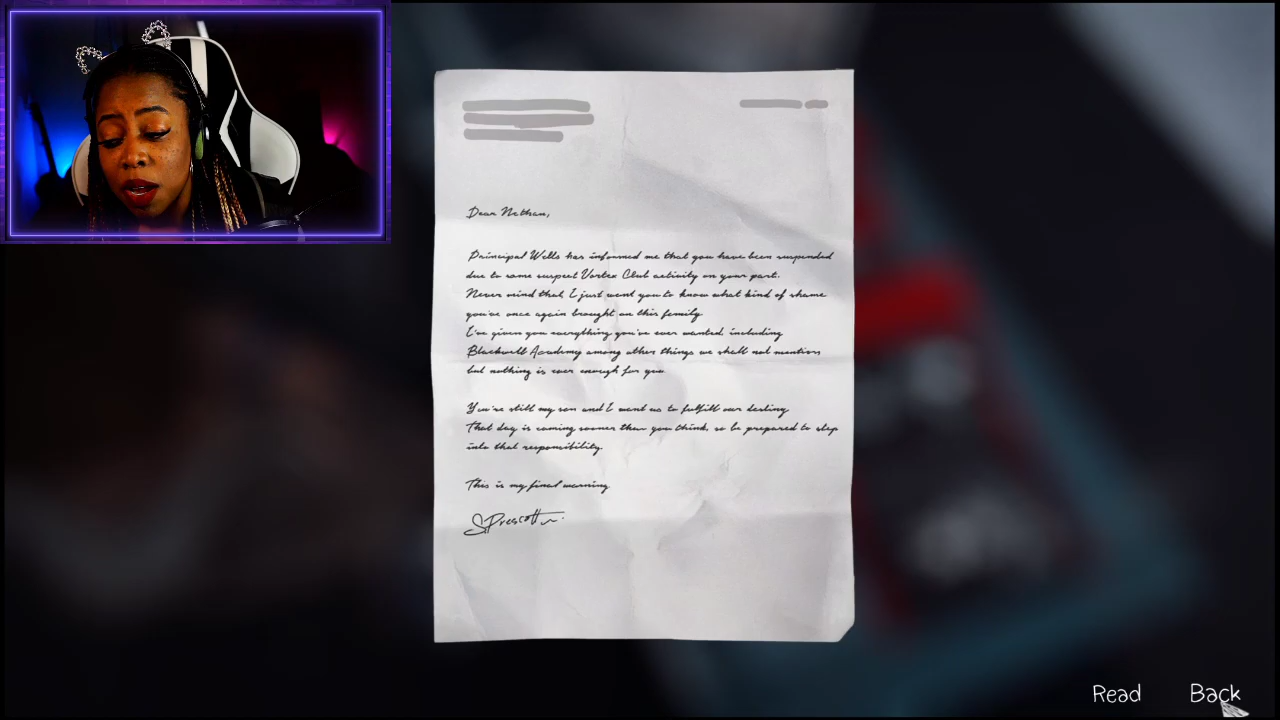 Dear Nathan,
Principal Wells has informed me that you have been suspended
due to some suspect Vortex Club activity on your part.
Never mind that, I just want you to know what kind of shame
you've once again brought on this family.
I've given you everything you've ever wanted, including
Blackwell Academy among other things we shall not mention,
but nothing is ever enough for you.
You're still my son and I want us to fulfill our destiny.
That day is coming sooner than you think, so be prepared to step
into that responsibility.
This is my final warning.
S Prescott
Read
Back